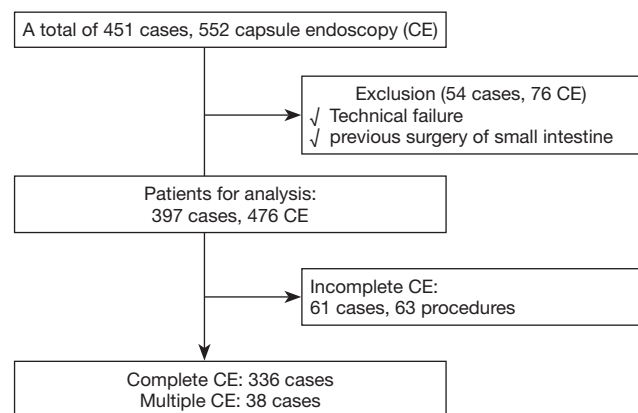 A total of 451 cases, 552 capsule endoscopy (CE)
Exclusion (54 cases, 76 CE)
√ Technical failure
√ previous surgery of small intestine
Patients for analysis:
397 cases, 476 CE
Incomplete CE:
61 cases, 63 procedures
Complete CE: 336 cases
Multiple CE: 38 cases